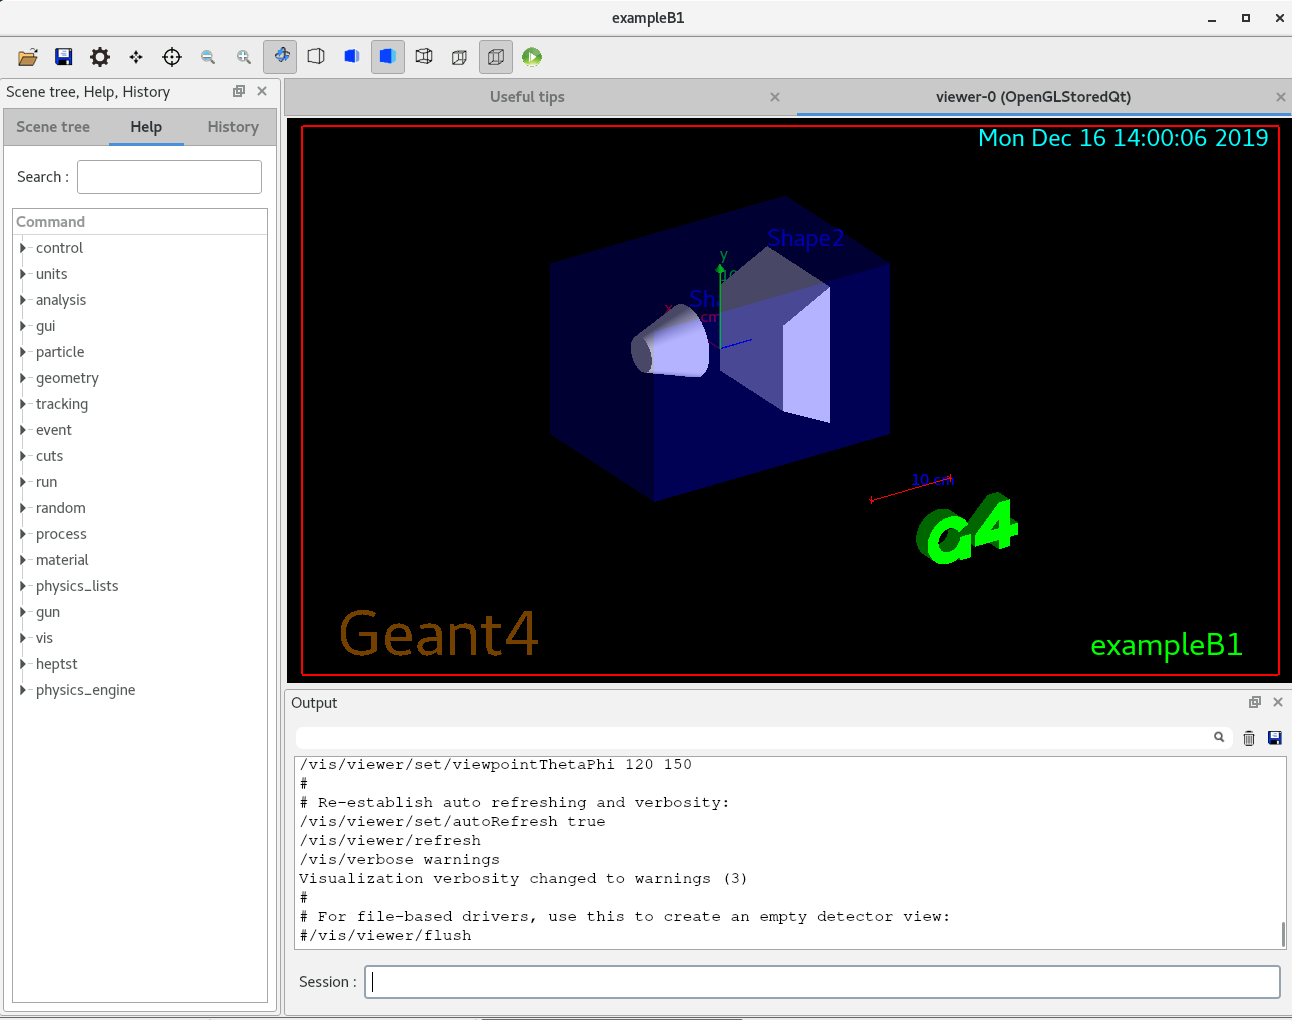 exampleB1
Scene tree, Help, History
Scene tree
Help
History
Search :
Command
control
units
analysis
gui
particle
geometry
tracking
event
cuts
run
random
process
material
physics_lists
gun
vis
heptst
physics_engine
Useful tips
viewer-0 (OpenGLStoredQt)
Mon Dec 16 14:00:06 2019
Shape2
y
10
Sha
x
cm
10 cm
G4
Geant4
exampleB1
Output
/vis/viewer/set/viewpointThetaPhi 120 150
#
# Re-establish auto refreshing and verbosity:
/vis/viewer/set/autoRefresh true
/vis/viewer/refresh
/vis/verbose warnings
Visualization verbosity changed to warnings (3)
#
# For file-based drivers, use this to create an empty detector view:
#/vis/viewer/flush
Session :